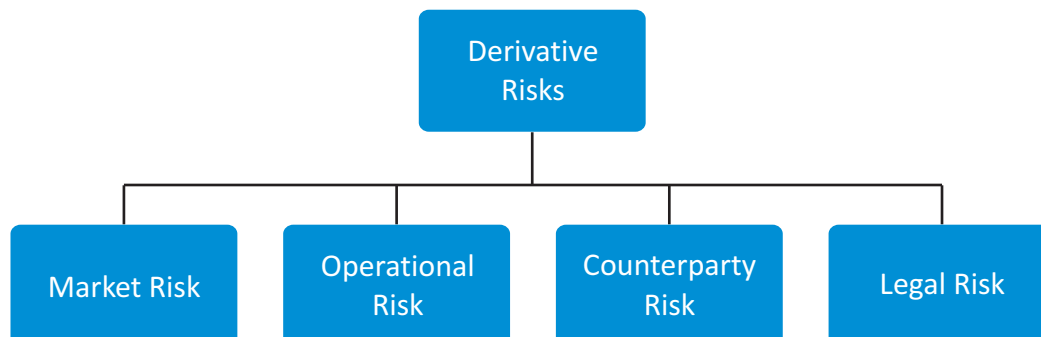 Derivative
Risks
Market Risk
Operational
Risk
Counterparty
Risk
Legal Risk